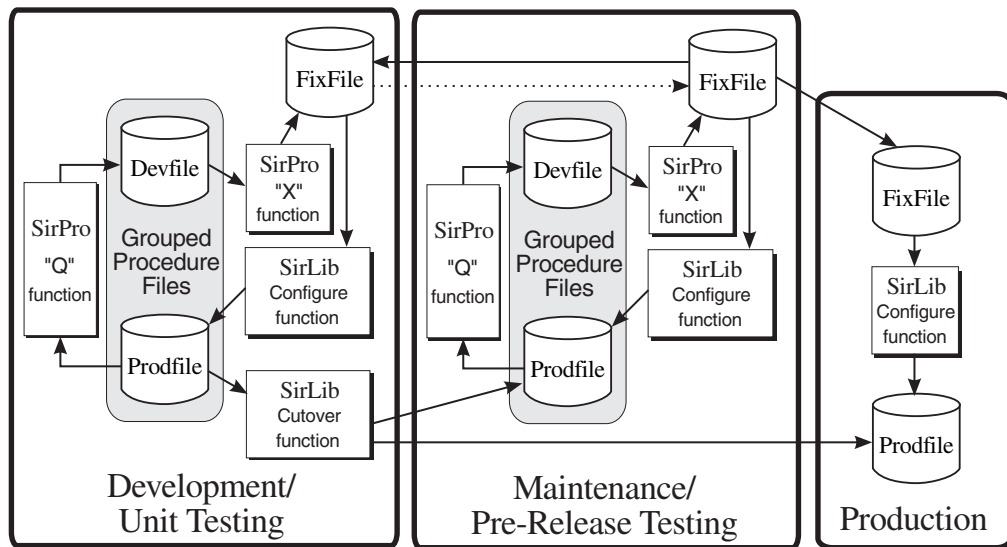 FixFile
Devfile
SirPro
"X"
function
SirPro
"Q"
function
Grouped
Procedure
Files
SirLib
Configure
function
Prodfile
SirLib
Cutover
function
Development/
Unit Testing
FixFile
Devfile
SirPro
"X"
function
SirPro
"Q"
function
Grouped
Procedure
Files
SirLib
Configure
function
Prodfile
Maintenance/
Pre-Release Testing
FixFile
SirLib
Configure
function
Prodfile
Production